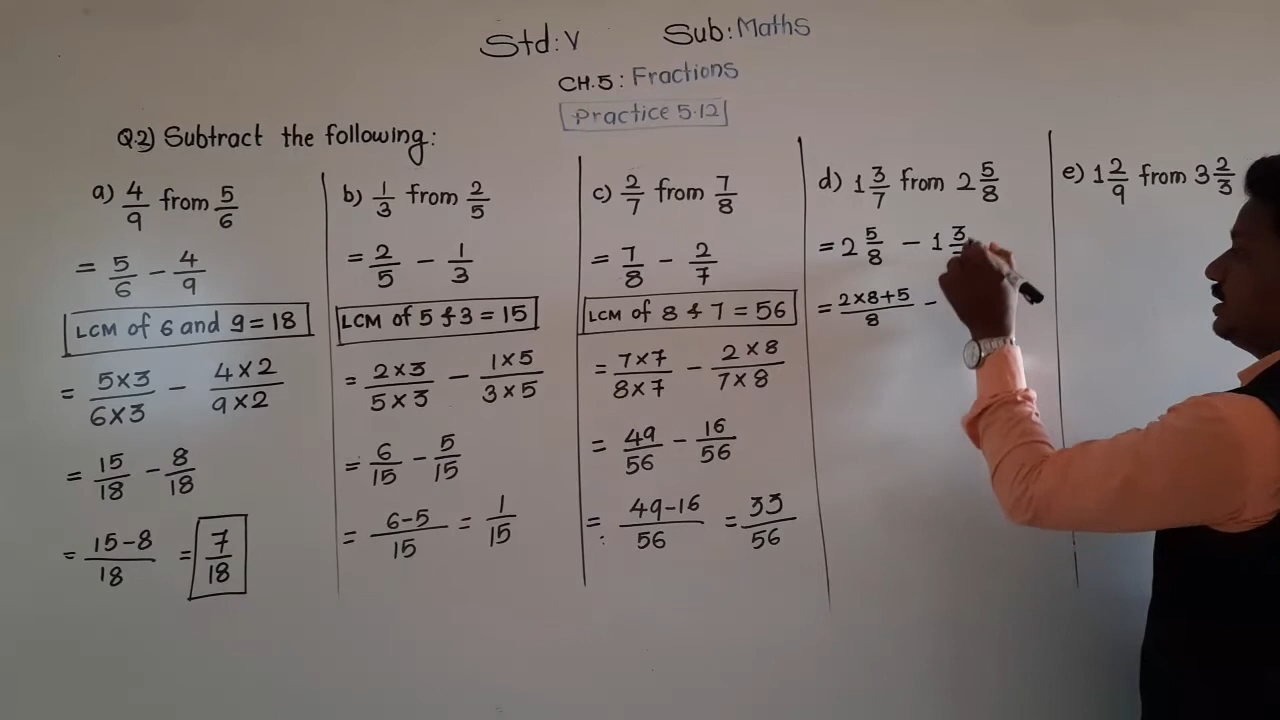 Std: V Sub: Maths
CH.5: Fractions
Practice 5.12
Q.2) Subtract the following:
a) 4/9 from 5/6
= 5/6 - 4/9
LCM of 6 and 9 = 18
= 5×3/6×3 - 4×2/9×2
= 15/18 - 8/18
= 15-8/18 = 7/18
b) 1/3 from 2/5
= 2/5 - 1/3
LCM of 5 & 3 = 15
= 2×3/5×3 - 1×5/3×5
= 6/15 - 5/15
= 6-5/15 = 1/15
c) 2/7 from 7/8
= 7/8 - 2/7
LCM of 8 & 7 = 56
= 7×7/8×7 - 2×8/7×8
= 49/56 - 16/56
= 49-16/56 = 33/56
d) 1 3/7 from 2 5/8
= 2 5/8 - 1 3
= 2×8+5/8 -
e) 1 2/9 from 3 2/3